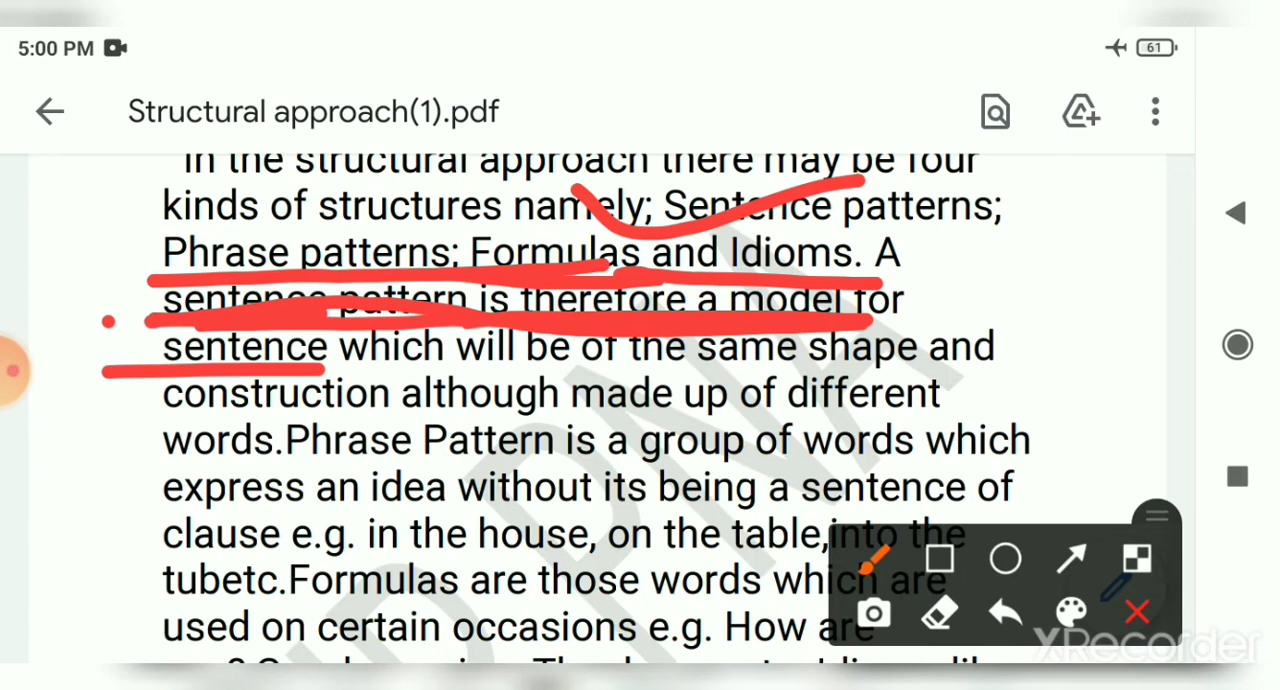 5:00 PM
61
Structural approach(1).pdf
In the structural approach there may be four
kinds of structures namely; Sentence patterns;
Phrase patterns; Formulas and Idioms. A
sentence pattern is therefore a model for
sentence which will be of the same shape and
construction although made up of different
words.Phrase Pattern is a group of words which
express an idea without its being a sentence of
clause e.g. in the house, on the table,into the
tubetc.Formulas are those words which are
used on certain occasions e.g. How are
XRecorder